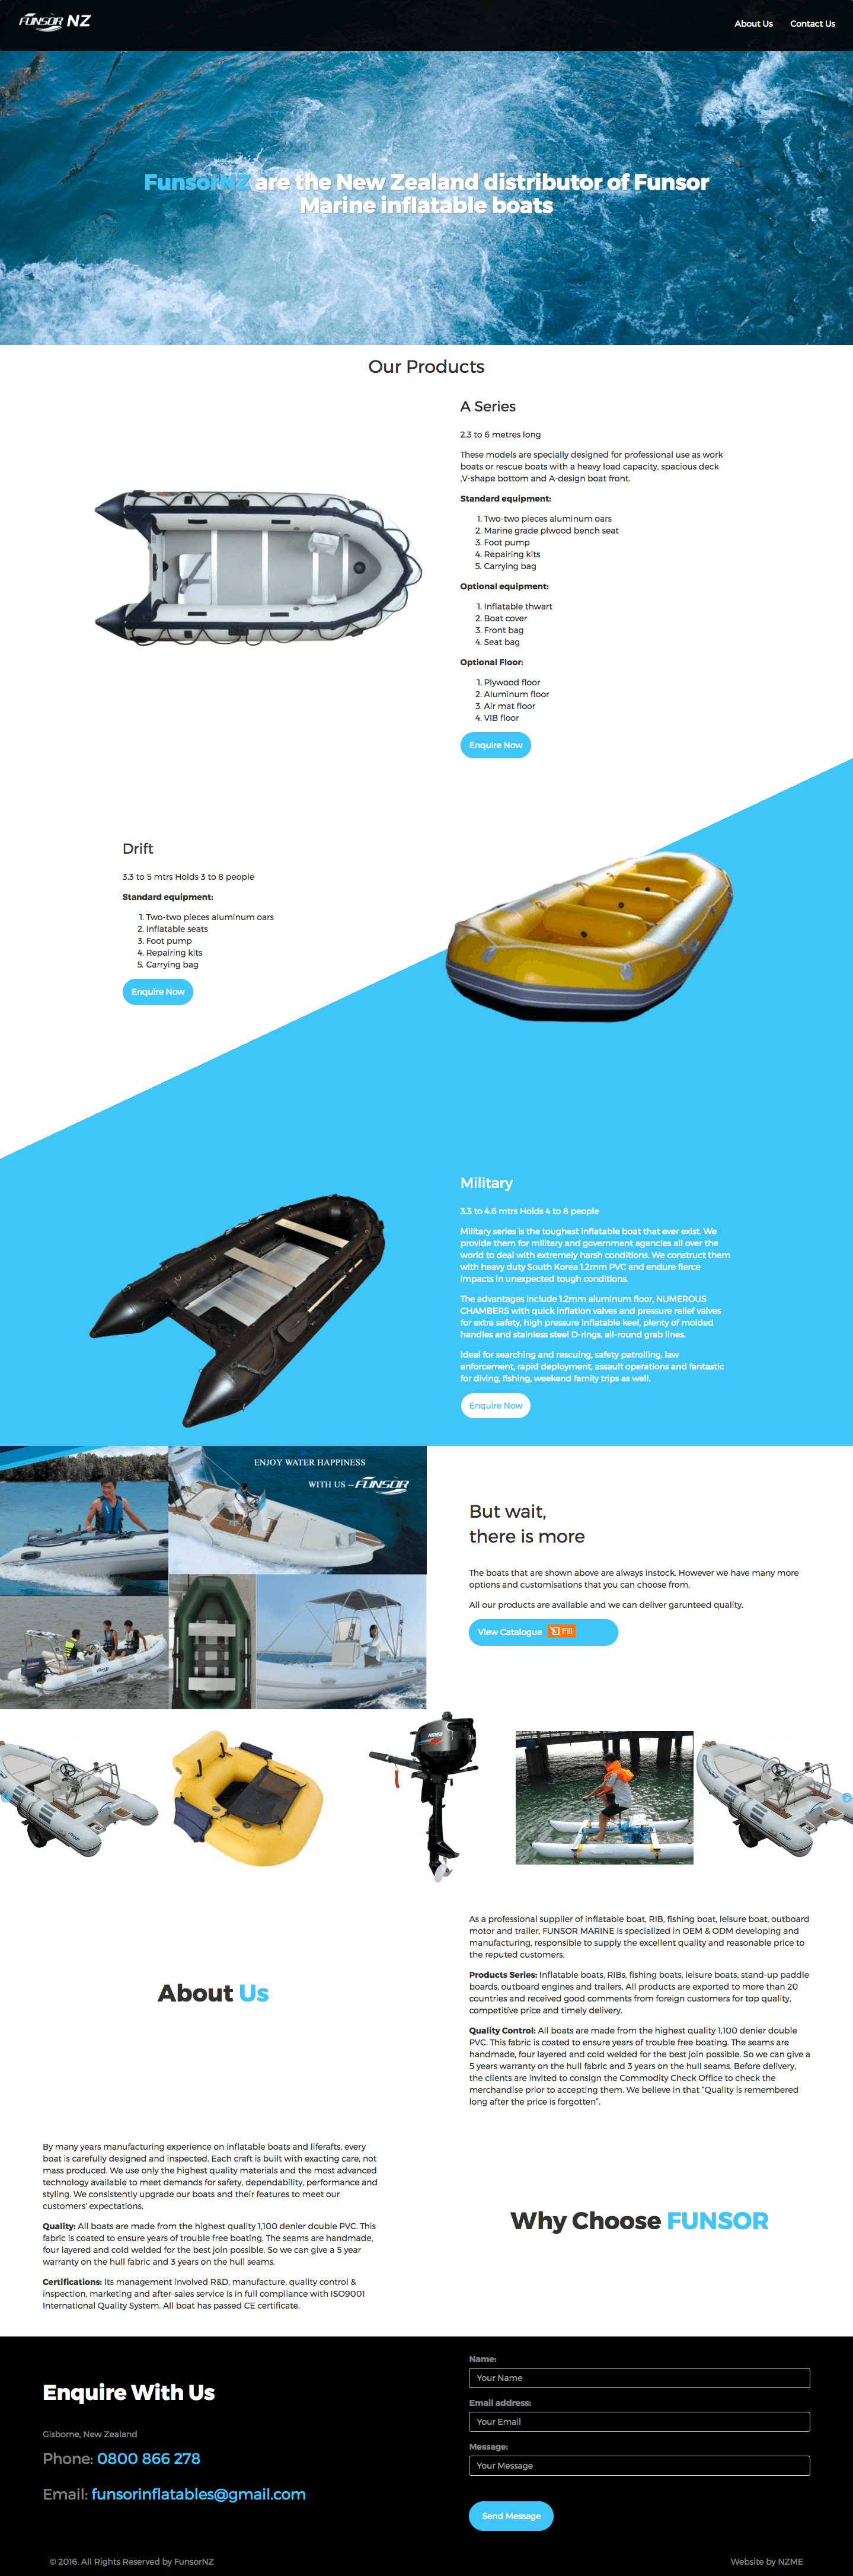 FUNSOR NZ
About Us
Contact Us
FunsorNZ are the New Zealand distributor of Funsor
Marine inflatable boats
Our Products
A Series
2.3 to 6 metres long
These models are specially designed for professional use as work
boats or rescue boats with a heavy load capacity, spacious deck
,V-shape bottom and A-design boat front.
Standard equipment:
1. Two-two pieces aluminum oars
2. Marine grade plwood bench seat
3. Foot pump
4. Repairing kits
5. Carrying bag
Optional equipment:
1. Inflatable thwart
2. Boat cover
3. Front bag
4. Seat bag
Optional Floor:
1. Plywood floor
2. Aluminum floor
3. Air mat floor
4. VIB floor
Enquire Now
Drift
3.3 to 5 mtrs Holds 3 to 8 people
Standard equipment:
1. Two-two pieces aluminum oars
2. Inflatable seats
3. Foot pump
4. Repairing kits
5. Carrying bag
Enquire Now
Military
3.3 to 4.6 mtrs Holds 4 to 8 people
Military series is the toughest inflatable boat that ever exist. We
provide them for military and government agencies all over the
world to deal with extremely harsh conditions. We construct them
with heavy duty South Korea 1.2mm PVC and endure fierce
impacts in unexpected tough conditions.
The advantages include 1.2mm aluminum floor, NUMEROUS
CHAMBERS with quick inflation valves and pressure relief valves
for extra safety, high pressure inflatable keel, plenty of molded
handles and stainless steel D-rings, all-round grab lines.
Ideal for searching and rescuing, safety patrolling, law
enforcement, rapid deployment, assault operations and fantastic
for diving, fishing, weekend family trips as well.
Enquire Now
ENJOY WATER HAPPINESS
WITH US -- FUNSOR
But wait,
there is more
The boats that are shown above are always instock. However we have many more
options and customisations that you can choose from.
All our products are available and we can deliver garunteed quality.
View Catalogue Fill
As a professional supplier of inflatable boat, RIB, fishing boat, leisure boat, outboard
motor and trailer, FUNSOR MARINE is specialized in OEM & ODM developing and
manufacturing, responsible to supply the excellent quality and reasonable price to
the reputed customers.
About Us
Products Series: Inflatable boats, RIBs, fishing boats, leisure boats, stand-up paddle
boards, outboard engines and trailers. All products are exported to more than 20
countries and received good comments from foreign customers for top quality,
competitive price and timely delivery.
Quality Control: All boats are made from the highest quality 1,100 denier double
PVC. This fabric is coated to ensure years of trouble free boating. The seams are
handmade, four layered and cold welded for the best join possible. So we can give a
5 years warranty on the hull fabric and 3 years on the hull seams. Before delivery,
the clients are invited to consign the Commodity Check Office to check the
merchandise prior to accepting them. We believe in that "Quality is remembered
long after the price is forgotten".
By many years manufacturing experience on inflatable boats and liferafts, every
boat is carefully designed and inspected. Each craft is built with exacting care, not
mass produced. We use only the highest quality materials and the most advanced
technology available to meet demands for safety, dependability, performance and
styling. We consistently upgrade our boats and their features to meet our
customers' expectations.
Quality: All boats are made from the highest quality 1,100 denier double PVC. This
fabric is coated to ensure years of trouble free boating. The seams are handmade,
four layered and cold welded for the best join possible. So we can give a 5 year
warranty on the hull fabric and 3 years on the hull seams.
Certifications: Its management involved R&D, manufacture, quality control &
inspection, marketing and after-sales service is in full compliance with ISO9001
International Quality System. All boat has passed CE certificate.
Why Choose FUNSOR
Enquire With Us
Gisborne, New Zealand
Phone: 0800 866 278
Email: funsorinflatables@gmail.com
Name:
Your Name
Email address:
Your Email
Message:
Your Message
Send Message
© 2016. All Rights Reserved by FunsorNZ
Website by NZME